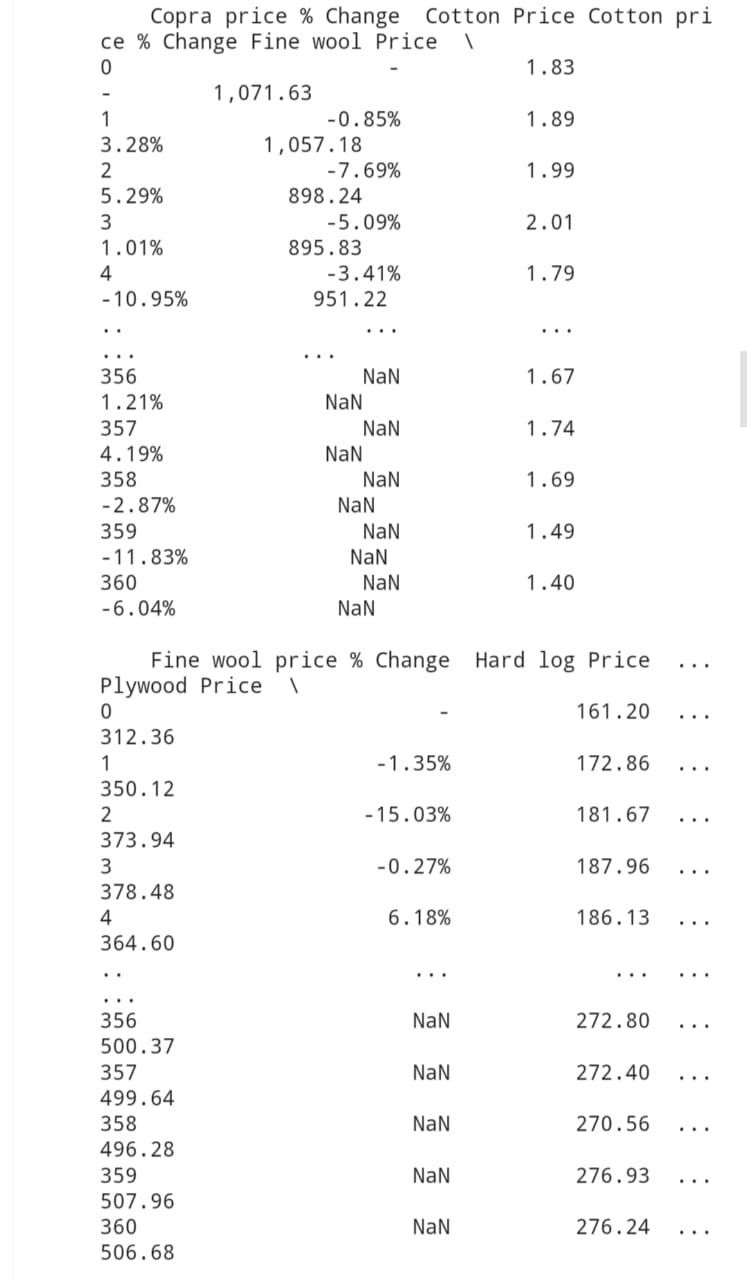 Copra price % Change  Cotton Price Cotton pri
ce % Change Fine wool Price  \
0                       -          1.83
-         1,071.63
1                  -0.85%          1.89
3.28%        1,057.18
2                  -7.69%          1.99
5.29%          898.24
3                  -5.09%          2.01
1.01%          895.83
4                  -3.41%          1.79
-10.95%          951.22
..                    ...           ...
...              ...
356                   NaN          1.67
1.21%             NaN
357                   NaN          1.74
4.19%             NaN
358                   NaN          1.69
-2.87%             NaN
359                   NaN          1.49
-11.83%             NaN
360                   NaN          1.40
-6.04%             NaN
Fine wool price % Change  Hard log Price  ...
Plywood Price  \
0                           -          161.20  ...
312.36
1                      -1.35%          172.86  ...
350.12
2                     -15.03%          181.67  ...
373.94
3                      -0.27%          187.96  ...
378.48
4                       6.18%          186.13  ...
364.60
..                        ...             ...  ...
...
356                       NaN          272.80  ...
500.37
357                       NaN          272.40  ...
499.64
358                       NaN          270.56  ...
496.28
359                       NaN          276.93  ...
507.96
360                       NaN          276.24  ...
506.68